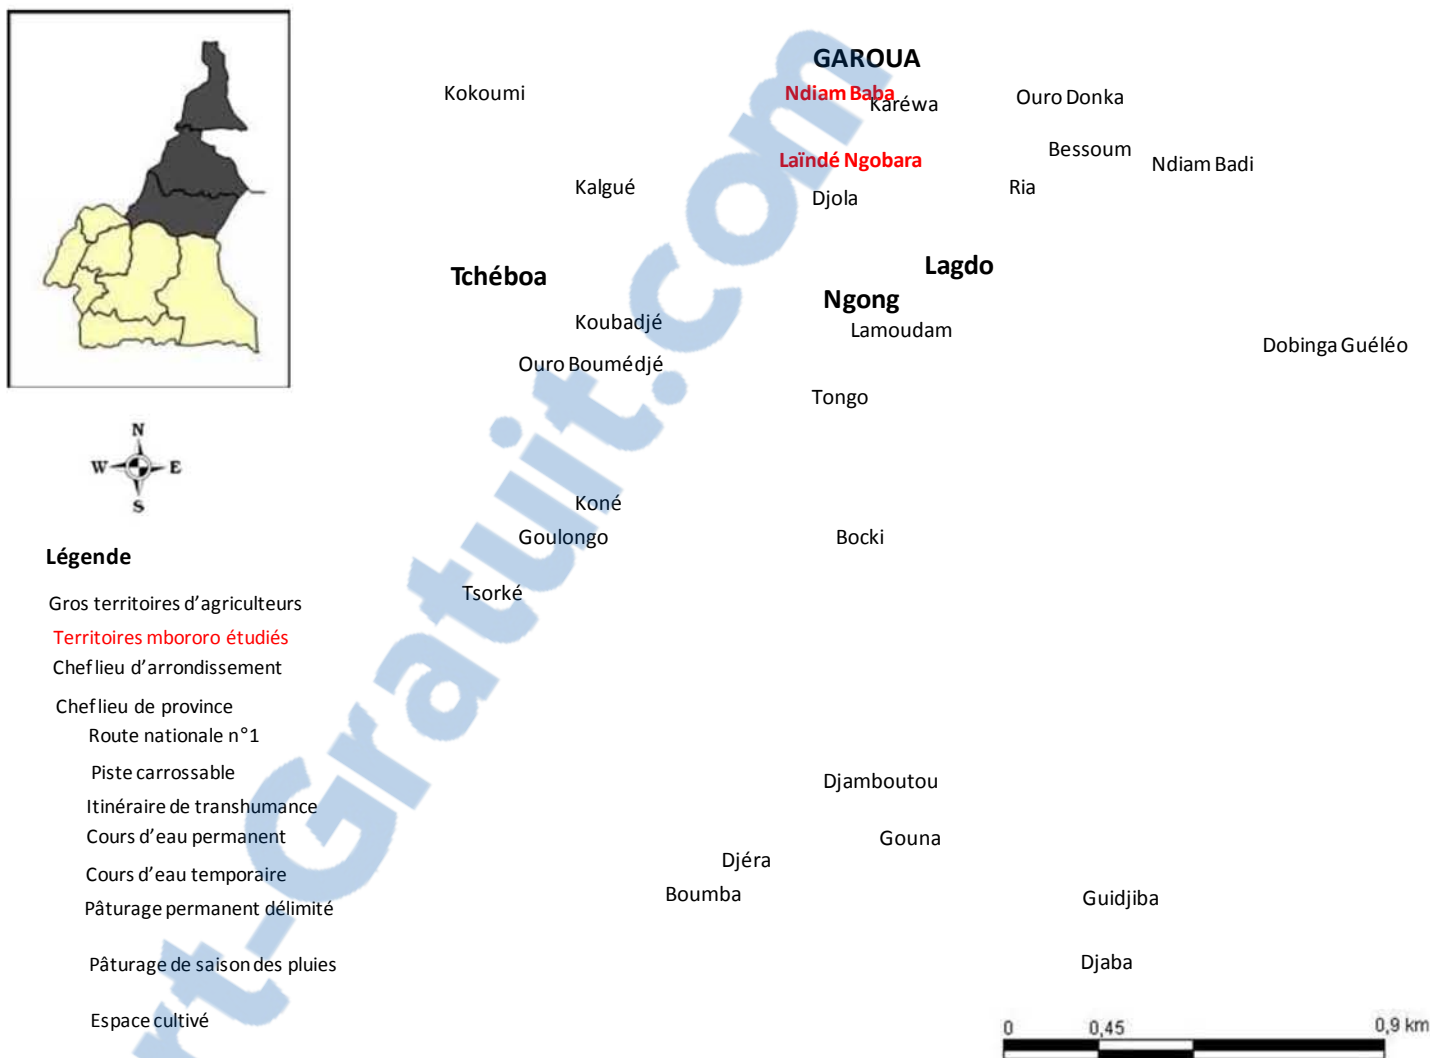 GAROUA
Kokoumi
Ndiam Baba
Karéwa
Ouro Donka
Bessoum
Laïndé Ngobara
Ndiam Badi
Kalgué
Ria
Djola
Lagdo
Tchéboa
Ngong
Koubadjé
Lamoudam
Dobinga Guéléo
Ouro Boumédjé
Tongo
N
W
E
S
Koné
Goulongo
Bocki
Tsorké
Djamboutou
Gouna
Djéra
Boumba
Guidjiba
Djaba
Légende
Gros territoires d'agriculteurs
Territoires mbororo étudiés
Chef lieu d'arrondissement
Chef lieu de province
Route nationale n°1
Piste carrossable
Itinéraire de transhumance
Cours d'eau permanent
Cours d'eau temporaire
Pâturage permanent délimité
Pâturage de saison des pluies
Espace cultivé
0 0,45 0,9 km
rt-Gratuit.com